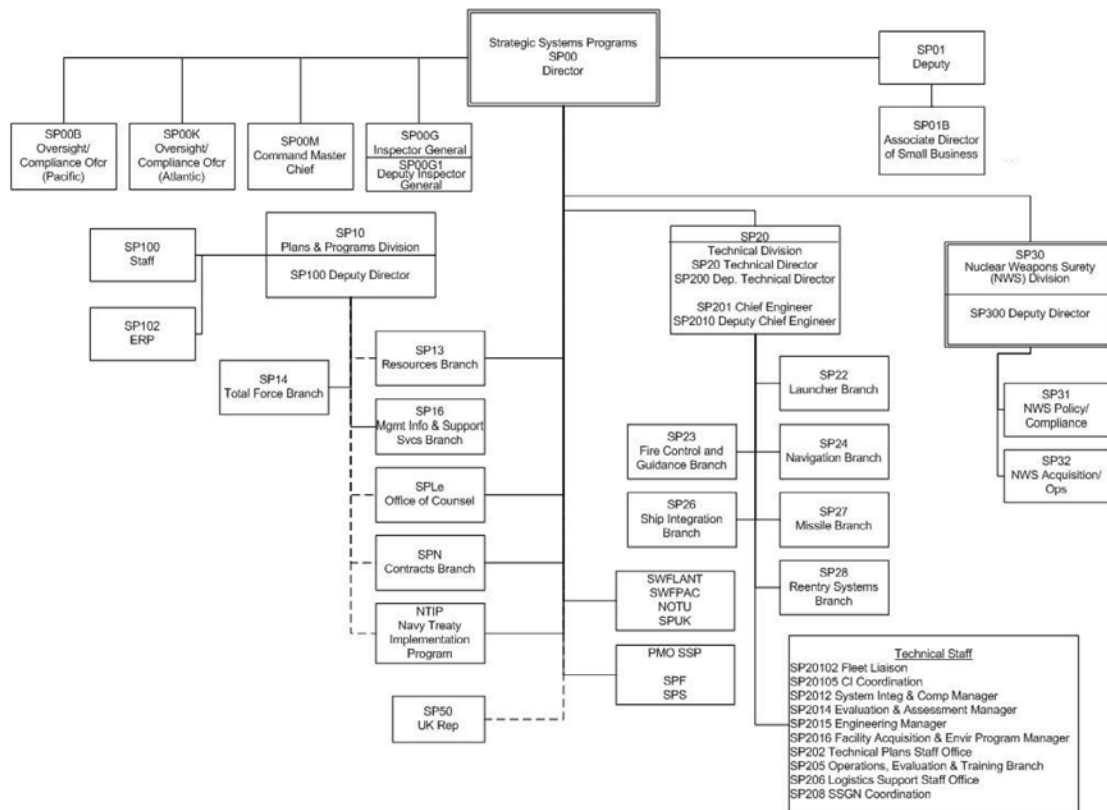 Strategic Systems Programs
SP00
Director
SP01
Deputy
SP01B
Associate Director
of Small Business
SP00B
Oversight/
Compliance Ofcr
(Pacific)
SP00K
Oversight/
Compliance Ofcr
(Atlantic)
SP00M
Command Master
Chief
SP00G
Inspector General
SP00G1
Deputy Inspector
General
SP100
Staff
SP102
ERP
SP10
Plans & Programs Division
SP100 Deputy Director
SP20
Technical Division
SP20 Technical Director
SP200 Dep. Technical Director
SP201 Chief Engineer
SP2010 Deputy Chief Engineer
SP30
Nuclear Weapons Surety
(NWS) Division
SP300 Deputy Director
SP13
Resources Branch
SP14
Total Force Branch
SP16
Mgmt Info & Support
Svcs Branch
SPLe
Office of Counsel
SPN
Contracts Branch
NTIP
Navy Treaty
Implementation
Program
SP50
UK Rep
SP22
Launcher Branch
SP23
Fire Control and
Guidance Branch
SP24
Navigation Branch
SP26
Ship Integration
Branch
SP27
Missile Branch
SP28
Reentry Systems
Branch
SP31
NWS Policy/
Compliance
SP32
NWS Acquisition/
Ops
SWFLANT
SWFPAC
NOTU
SPUK
PMO SSP
SPF
SPS
Technical Staff
SP20102 Fleet Liaison
SP20105 CI Coordination
SP2012 System Integ & Comp Manager
SP2014 Evaluation & Assessment Manager
SP2015 Engineering Manager
SP2016 Facility Acquisition & Envir Program Manager
SP202 Technical Plans Staff Office
SP205 Operations, Evaluation & Training Branch
SP206 Logistics Support Staff Office
SP208 SSGN Coordination